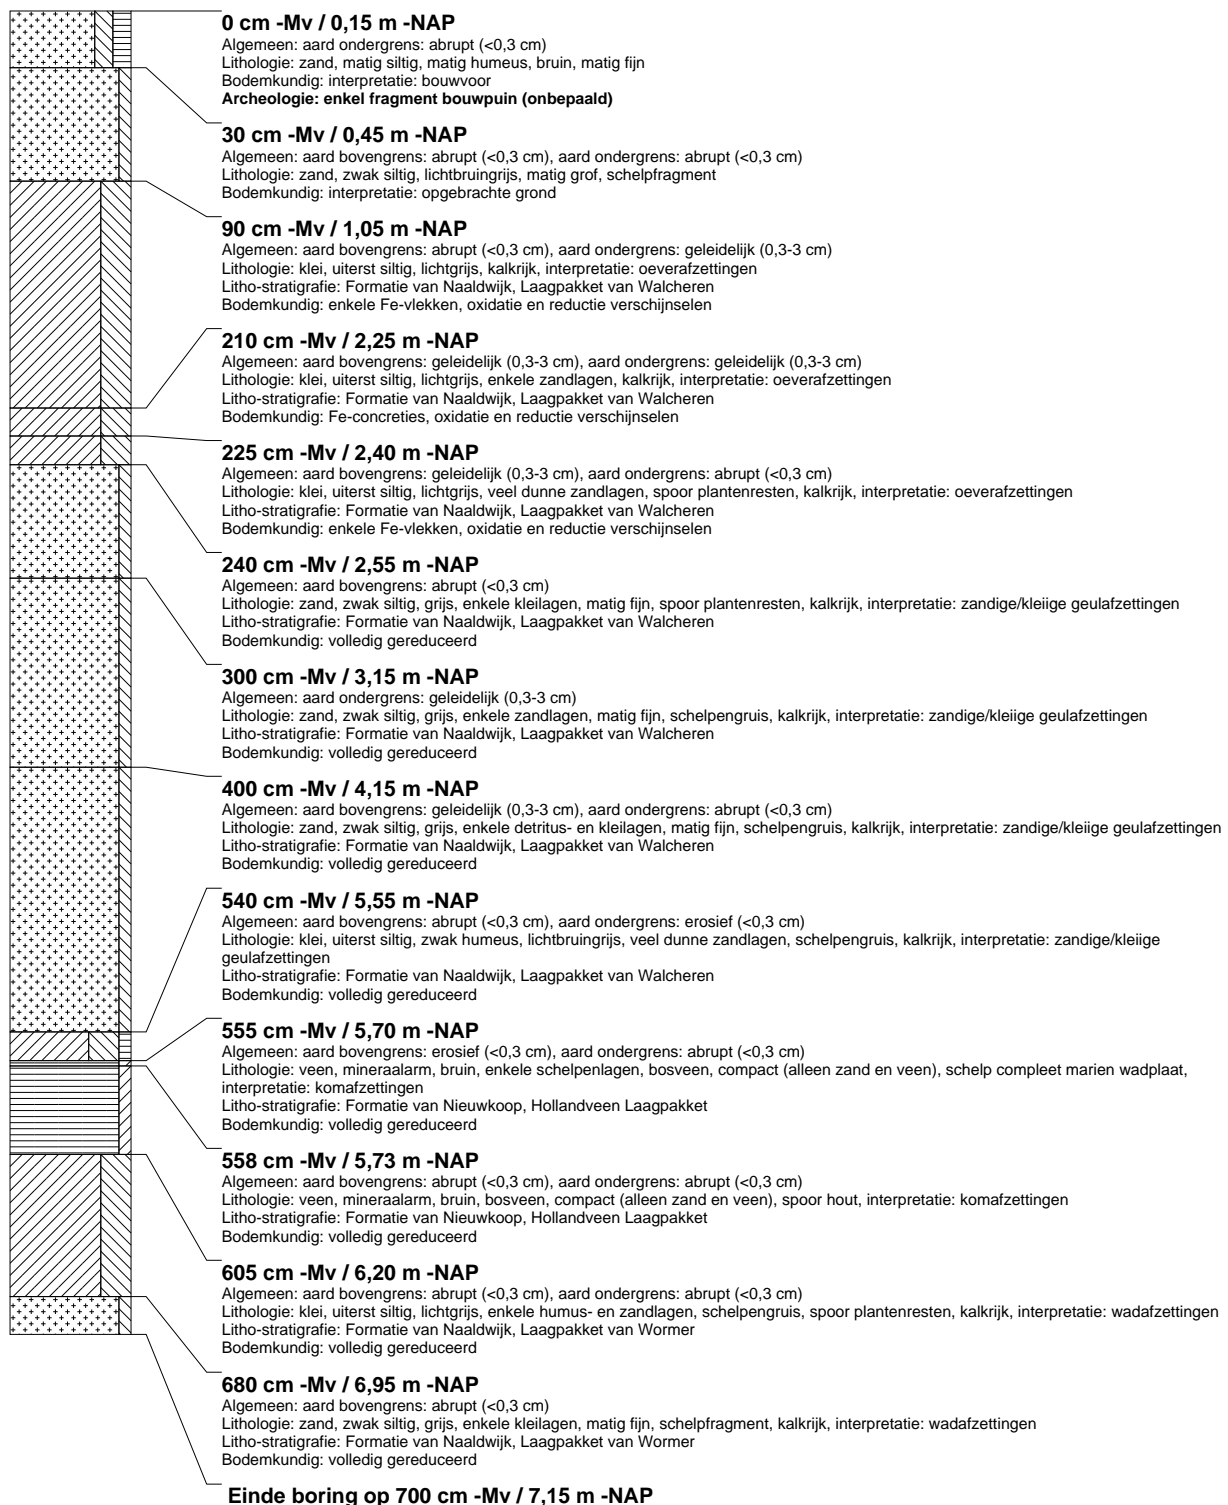 0 cm -Mv / 0,15 m -NAP
Algemeen: aard ondergrens: abrupt (<0,3 cm)
Lithologie: zand, matig siltig, matig humeus, bruin, matig fijn
Bodemkundig: interpretatie: bouwvoor
Archeologie: enkel fragment bouwpuin (onbepaald)
30 cm -Mv / 0,45 m -NAP
Algemeen: aard bovengrens: abrupt (<0,3 cm), aard ondergrens: abrupt (<0,3 cm)
Lithologie: zand, zwak siltig, lichtbruingrijs, matig grof, schelpfragment
Bodemkundig: interpretatie: opgebrachte grond
90 cm -Mv / 1,05 m -NAP
Algemeen: aard bovengrens: abrupt (<0,3 cm), aard ondergrens: geleidelijk (0,3-3 cm)
Lithologie: klei, uiterst siltig, lichtgrijs, kalkrijk, interpretatie: oeverafzettingen
Litho-stratigrafie: Formatie van Naaldwijk, Laagpakket van Walcheren
Bodemkundig: enkele Fe-vlekken, oxidatie en reductie verschijnselen
210 cm -Mv / 2,25 m -NAP
Algemeen: aard bovengrens: geleidelijk (0,3-3 cm), aard ondergrens: geleidelijk (0,3-3 cm)
Lithologie: klei, uiterst siltig, lichtgrijs, enkele zandlagen, kalkrijk, interpretatie: oeverafzettingen
Litho-stratigrafie: Formatie van Naaldwijk, Laagpakket van Walcheren
Bodemkundig: Fe-concreties, oxidatie en reductie verschijnselen
225 cm -Mv / 2,40 m -NAP
Algemeen: aard bovengrens: geleidelijk (0,3-3 cm), aard ondergrens: abrupt (<0,3 cm)
Lithologie: klei, uiterst siltig, lichtgrijs, veel dunne zandlagen, spoor plantenresten, kalkrijk, interpretatie: oeverafzettingen
Litho-stratigrafie: Formatie van Naaldwijk, Laagpakket van Walcheren
Bodemkundig: enkele Fe-vlekken, oxidatie en reductie verschijnselen
240 cm -Mv / 2,55 m -NAP
Algemeen: aard bovengrens: abrupt (<0,3 cm)
Lithologie: zand, zwak siltig, grijs, enkele kleilagen, matig fijn, spoor plantenresten, kalkrijk, interpretatie: zandige/kleiige geulafzettingen
Litho-stratigrafie: Formatie van Naaldwijk, Laagpakket van Walcheren
Bodemkundig: volledig gereduceerd
300 cm -Mv / 3,15 m -NAP
Algemeen: aard ondergrens: geleidelijk (0,3-3 cm)
Lithologie: zand, zwak siltig, grijs, enkele zandlagen, matig fijn, schelpengruis, kalkrijk, interpretatie: zandige/kleiige geulafzettingen
Litho-stratigrafie: Formatie van Naaldwijk, Laagpakket van Walcheren
Bodemkundig: volledig gereduceerd
400 cm -Mv / 4,15 m -NAP
Algemeen: aard bovengrens: geleidelijk (0,3-3 cm), aard ondergrens: abrupt (<0,3 cm)
Lithologie: zand, zwak siltig, grijs, enkele detritus- en kleilagen, matig fijn, schelpengruis, kalkrijk, interpretatie: zandige/kleiige geulafzettingen
Litho-stratigrafie: Formatie van Naaldwijk, Laagpakket van Walcheren
Bodemkundig: volledig gereduceerd
540 cm -Mv / 5,55 m -NAP
Algemeen: aard bovengrens: abrupt (<0,3 cm), aard ondergrens: erosief (<0,3 cm)
Lithologie: klei, uiterst siltig, zwak humeus, lichtbruingrijs, veel dunne zandlagen, schelpengruis, kalkrijk, interpretatie: zandige/kleiige
geulafzettingen
Litho-stratigrafie: Formatie van Naaldwijk, Laagpakket van Walcheren
Bodemkundig: volledig gereduceerd
555 cm -Mv / 5,70 m -NAP
Algemeen: aard bovengrens: erosief (<0,3 cm), aard ondergrens: abrupt (<0,3 cm)
Lithologie: veen, mineraalarm, bruin, enkele schelpenlagen, bosveen, compact (alleen zand en veen), schelp compleet marien wadplaat,
interpretatie: komafzettingen
Litho-stratigrafie: Formatie van Nieuwkoop, Hollandveen Laagpakket
Bodemkundig: volledig gereduceerd
558 cm -Mv / 5,73 m -NAP
Algemeen: aard bovengrens: abrupt (<0,3 cm), aard ondergrens: abrupt (<0,3 cm)
Lithologie: veen, mineraalarm, bruin, bosveen, compact (alleen zand en veen), spoor hout, interpretatie: komafzettingen
Litho-stratigrafie: Formatie van Nieuwkoop, Hollandveen Laagpakket
Bodemkundig: volledig gereduceerd
605 cm -Mv / 6,20 m -NAP
Algemeen: aard bovengrens: abrupt (<0,3 cm), aard ondergrens: abrupt (<0,3 cm)
Lithologie: klei, uiterst siltig, lichtgrijs, enkele humus- en zandlagen, schelpengruis, spoor plantenresten, kalkrijk, interpretatie: wadafzettingen
Litho-stratigrafie: Formatie van Naaldwijk, Laagpakket van Wormer
Bodemkundig: volledig gereduceerd
680 cm -Mv / 6,95 m -NAP
Algemeen: aard bovengrens: abrupt (<0,3 cm)
Lithologie: zand, zwak siltig, grijs, enkele kleilagen, matig fijn, schelpfragment, kalkrijk, interpretatie: wadafzettingen
Litho-stratigrafie: Formatie van Naaldwijk, Laagpakket van Wormer
Bodemkundig: volledig gereduceerd
Einde boring op 700 cm -Mv / 7,15 m -NAP